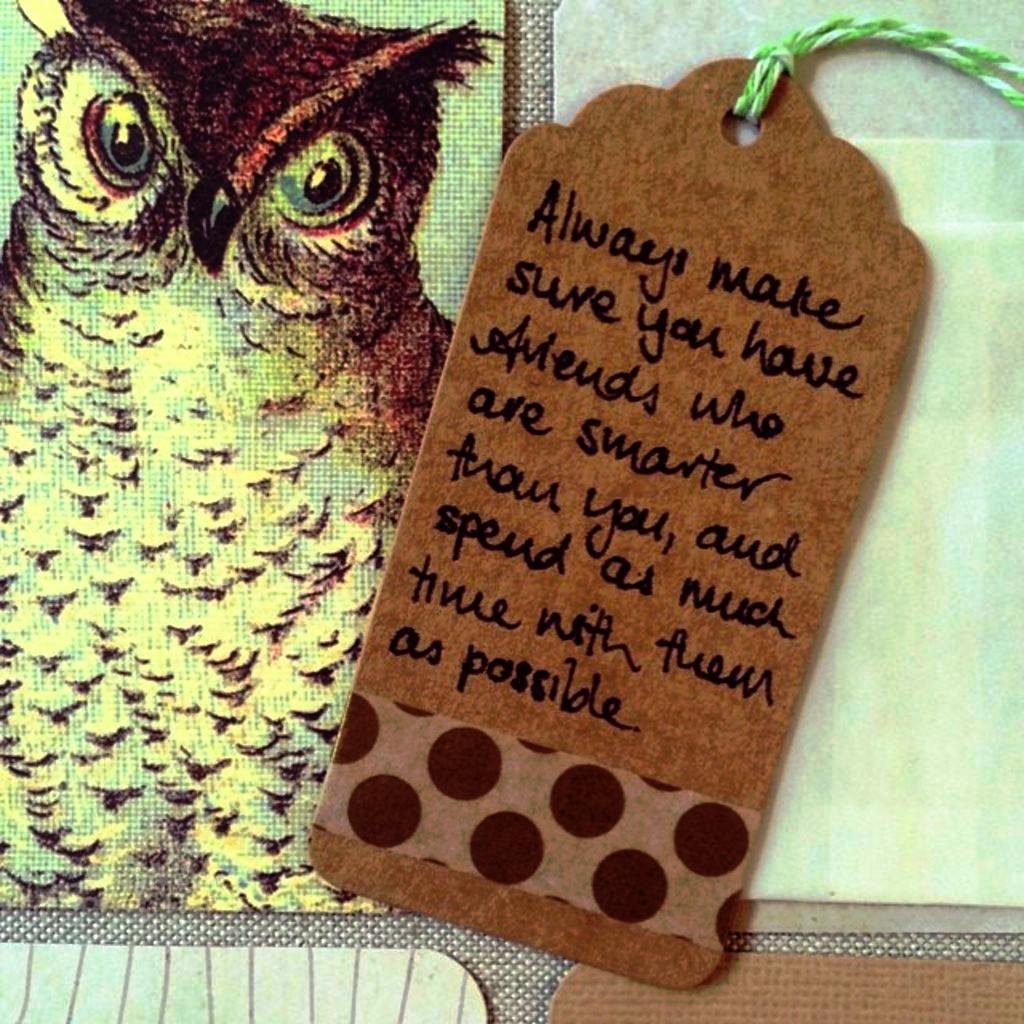 Always make
sure you have
friends who
are smarter
than you, and
spend as much
time with them
as possible.